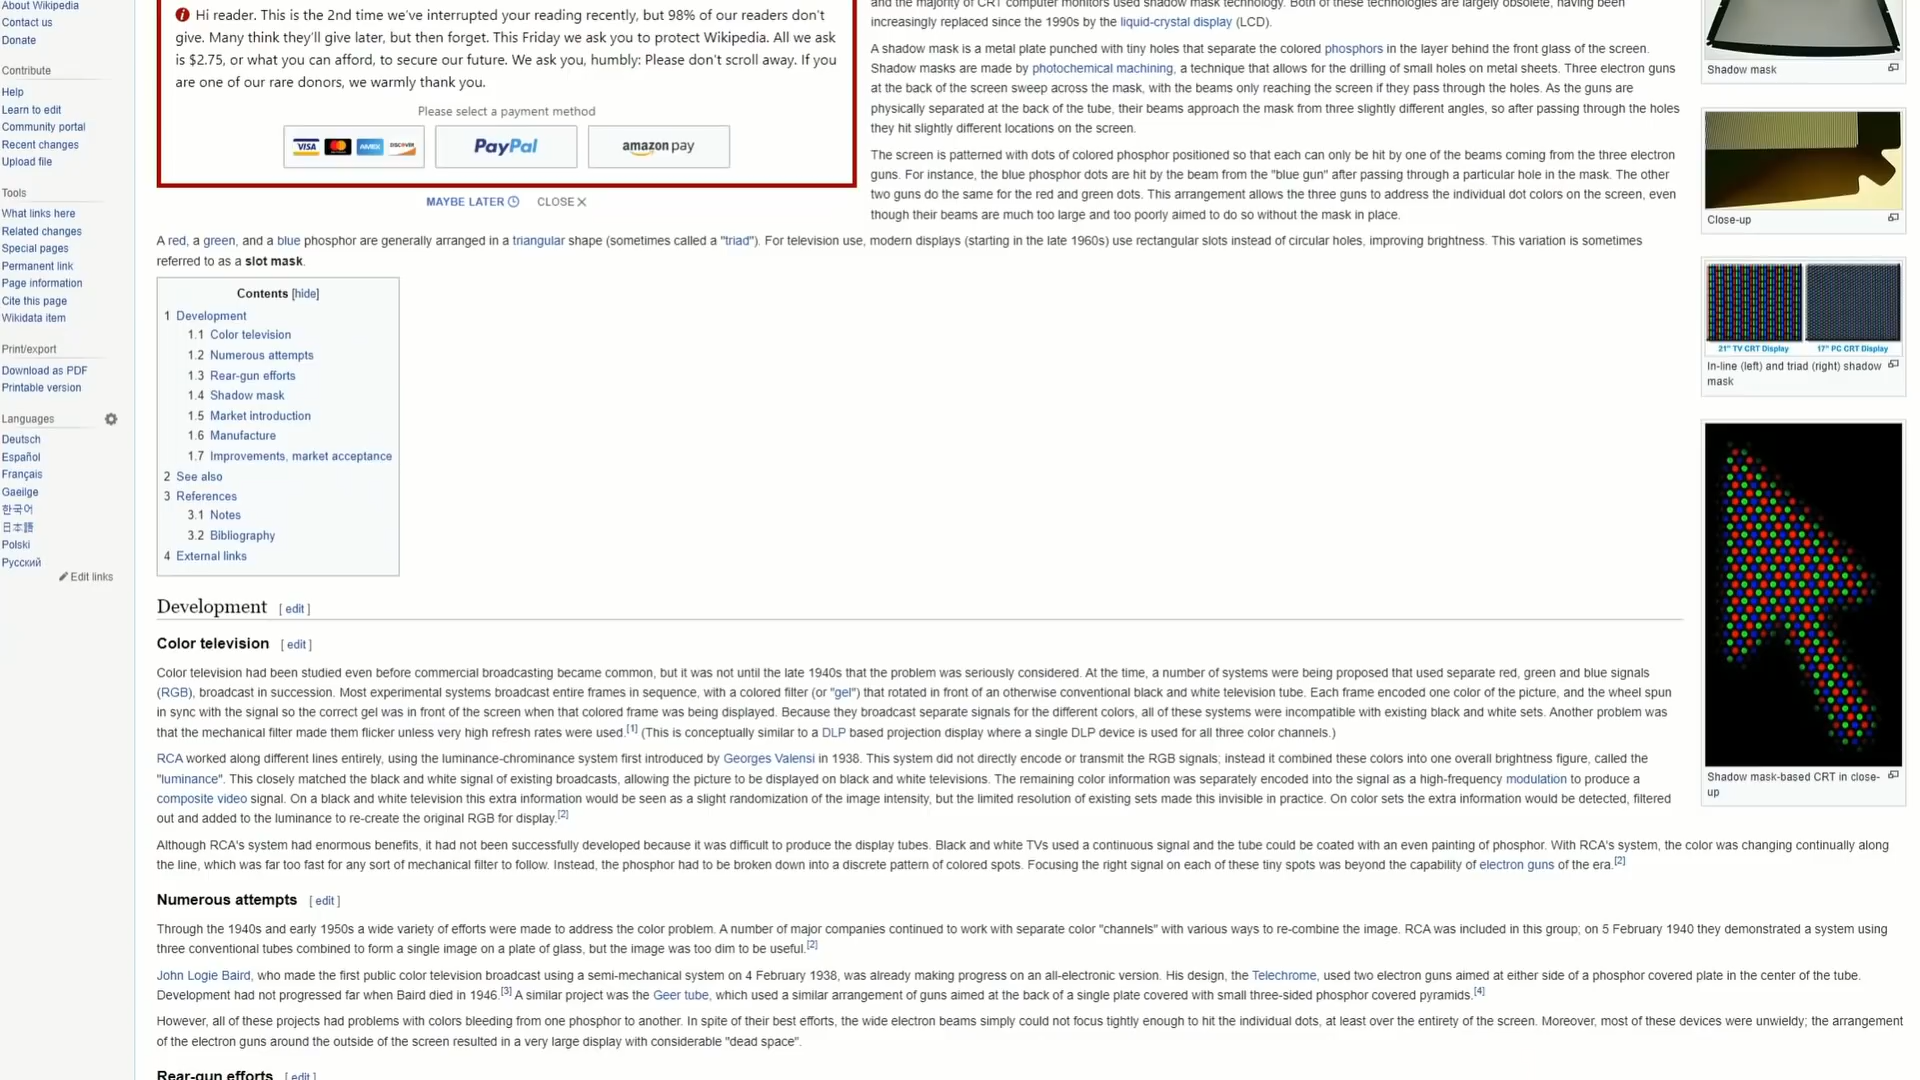 About Wikipedia
Contact us
Donate
Contribute
Help
Learn to edit
Community portal
Recent changes
Upload file
Tools
What links here
Related changes
Special pages
Permanent link
Page information
Cite this page
Wikidata item
Print/export
Download as PDF
Printable version
Languages
Deutsch
Español
Français
Gaeilge
한국어
日本語
Polski
Русский
Edit links
Hi reader. This is the 2nd time we've interrupted your reading recently, but 98% of our readers don't
give. Many think they'll give later, but then forget. This Friday we ask you to protect Wikipedia. All we ask
is $2.75, or what you can afford, to secure our future. We ask you, humbly: Please don't scroll away. If you
are one of our rare donors, we warmly thank you.
Please select a payment method
VISA AMEX DISCOVER
PayPal
amazon pay
MAYBE LATER
CLOSE
and the majority of CRT computer monitors used shadow mask technology. Both of these technologies are largely obsolete, having been
increasingly replaced since the 1990s by the liquid-crystal display (LCD).
A shadow mask is a metal plate punched with tiny holes that separate the colored phosphors in the layer behind the front glass of the screen.
Shadow masks are made by photochemical machining, a technique that allows for the drilling of small holes on metal sheets. Three electron guns
at the back of the screen sweep across the mask, with the beams only reaching the screen if they pass through the holes. As the guns are
physically separated at the back of the tube, their beams approach the mask from three slightly different angles, so after passing through the holes
they hit slightly different locations on the screen.
The screen is patterned with dots of colored phosphor positioned so that each can only be hit by one of the beams coming from the three electron
guns. For instance, the blue phosphor dots are hit by the beam from the "blue gun" after passing through a particular hole in the mask. The other
two guns do the same for the red and green dots. This arrangement allows the three guns to address the individual dot colors on the screen, even
though their beams are much too large and too poorly aimed to do so without the mask in place.
A red, a green, and a blue phosphor are generally arranged in a triangular shape (sometimes called a "triad"). For television use, modern displays (starting in the late 1960s) use rectangular slots instead of circular holes, improving brightness. This variation is sometimes
referred to as a slot mask.
Contents [hide]
1 Development
1.1 Color television
1.2 Numerous attempts
1.3 Rear-gun efforts
1.4 Shadow mask
1.5 Market introduction
1.6 Manufacture
1.7 Improvements, market acceptance
2 See also
3 References
3.1 Notes
3.2 Bibliography
4 External links
Development [ edit ]
Color television [ edit ]
Color television had been studied even before commercial broadcasting became common, but it was not until the late 1940s that the problem was seriously considered. At the time, a number of systems were being proposed that used separate red, green and blue signals
(RGB), broadcast in succession. Most experimental systems broadcast entire frames in sequence, with a colored filter (or "gel") that rotated in front of an otherwise conventional black and white television tube. Each frame encoded one color of the picture, and the wheel spun
in sync with the signal so the correct gel was in front of the screen when that colored frame was being displayed. Because they broadcast separate signals for the different colors, all of these systems were incompatible with existing black and white sets. Another problem was
that the mechanical filter made them flicker unless very high refresh rates were used.[1] (This is conceptually similar to a DLP based projection display where a single DLP device is used for all three color channels.)
RCA worked along different lines entirely, using the luminance-chrominance system first introduced by Georges Valensi in 1938. This system did not directly encode or transmit the RGB signals; instead it combined these colors into one overall brightness figure, called the
"luminance". This closely matched the black and white signal of existing broadcasts, allowing the picture to be displayed on black and white televisions. The remaining color information was separately encoded into the signal as a high-frequency modulation to produce a
composite video signal. On a black and white television this extra information would be seen as a slight randomization of the image intensity, but the limited resolution of existing sets made this invisible in practice. On color sets the extra information would be detected, filtered
out and added to the luminance to re-create the original RGB for display.[2]
Although RCA's system had enormous benefits, it had not been successfully developed because it was difficult to produce the display tubes. Black and white TVs used a continuous signal and the tube could be coated with an even painting of phosphor. With RCA's system, the color was changing continually along
the line, which was far too fast for any sort of mechanical filter to follow. Instead, the phosphor had to be broken down into a discrete pattern of colored spots. Focusing the right signal on each of these tiny spots was beyond the capability of electron guns of the era.[2]
Numerous attempts [ edit ]
Through the 1940s and early 1950s a wide variety of efforts were made to address the color problem. A number of major companies continued to work with separate color "channels" with various ways to re-combine the image. RCA was included in this group; on 5 February 1940 they demonstrated a system using
three conventional tubes combined to form a single image on a plate of glass, but the image was too dim to be useful.[2]
John Logie Baird, who made the first public color television broadcast using a semi-mechanical system on 4 February 1938, was already making progress on an all-electronic version. His design, the Telechrome, used two electron guns aimed at either side of a phosphor covered plate in the center of the tube.
Development had not progressed far when Baird died in 1946.[3] A similar project was the Geer tube, which used a similar arrangement of guns aimed at the back of a single plate covered with small three-sided phosphor covered pyramids.[4]
However, all of these projects had problems with colors bleeding from one phosphor to another. In spite of their best efforts, the wide electron beams simply could not focus tightly enough to hit the individual dots, at least over the entirety of the screen. Moreover, most of these devices were unwieldy; the arrangement
of the electron guns around the outside of the screen resulted in a very large display with considerable "dead space".
Rear-gun efforts [ edit ]
Shadow mask
Close-up
21" TV CRT Display 17" PC CRT Display
In-line (left) and triad (right) shadow
mask
Shadow mask-based CRT in close-
up